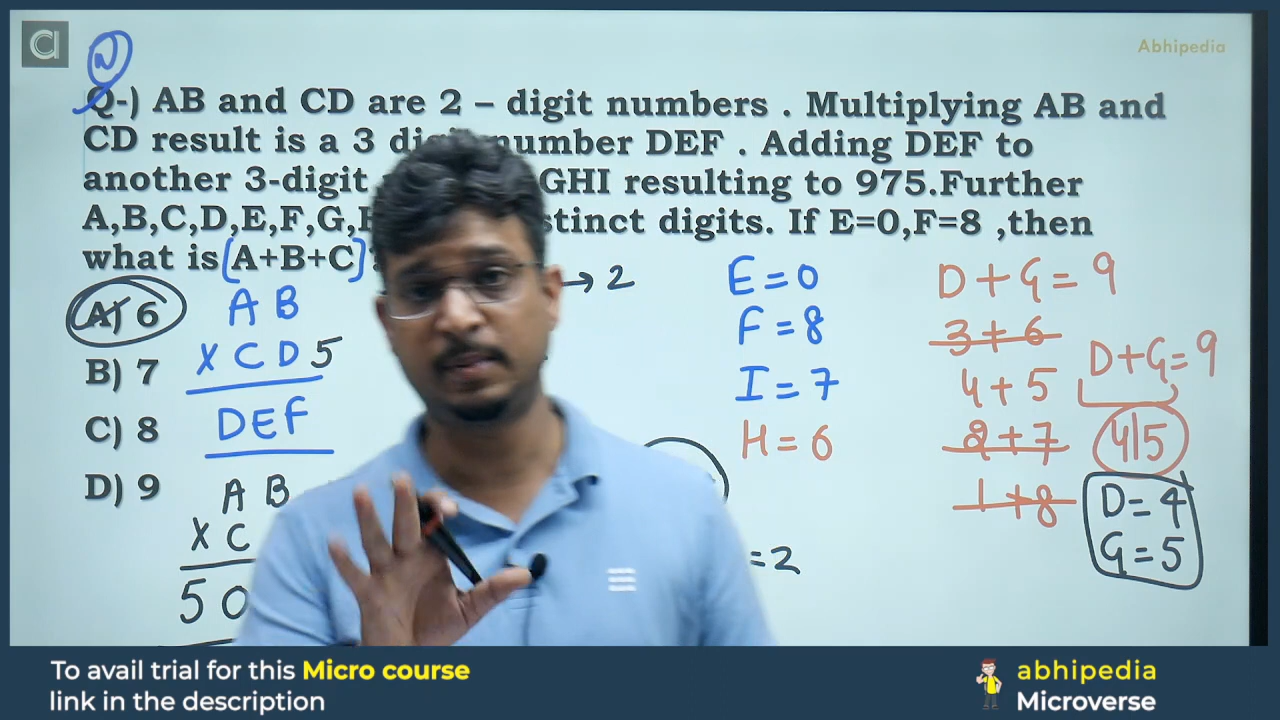 Abhipedia
Q-) AB and CD are 2 – digit numbers . Multiplying AB and
CD result is a 3 number DEF . Adding DEF to
another 3-digit GHI resulting to 975.Further
A,B,C,D,E,F,G, digits. If E=0,F=8 ,then
what is [A+B+C]
A) 6
B) 7
C) 8
D) 9
A B
X C D 5
DEF
A B
X C
5 0
→ 2
= 2
E = 0
F = 8
I = 7
H = 6
D + G = 9
3 + 6
4 + 5
2 + 7
1 + 8
D+G=9
4|5
D = 4
G = 5
To avail trial for this Micro course
link in the description
abhipedia
Microverse